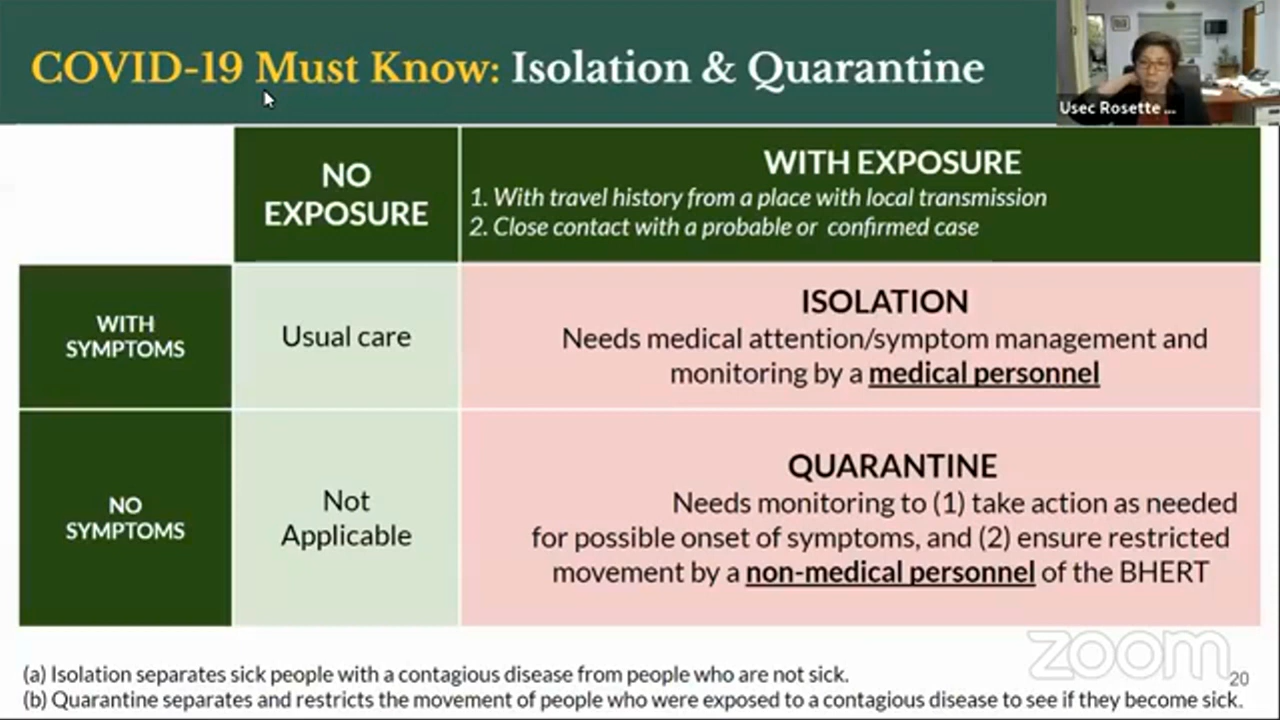 COVID-19 Must Know: Isolation & Quarantine
Usec Rosette ...
NO
EXPOSURE
WITH EXPOSURE
1. With travel history from a place with local transmission
2. Close contact with a probable or confirmed case
WITH
SYMPTOMS
Usual care
ISOLATION
Needs medical attention/symptom management and
monitoring by a medical personnel
NO
SYMPTOMS
Not
Applicable
QUARANTINE
Needs monitoring to (1) take action as needed
for possible onset of symptoms, and (2) ensure restricted
movement by a non-medical personnel of the BHERT
zoom
20
(a) Isolation separates sick people with a contagious disease from people who are not sick.
(b) Quarantine separates and restricts the movement of people who were exposed to a contagious disease to see if they become sick.